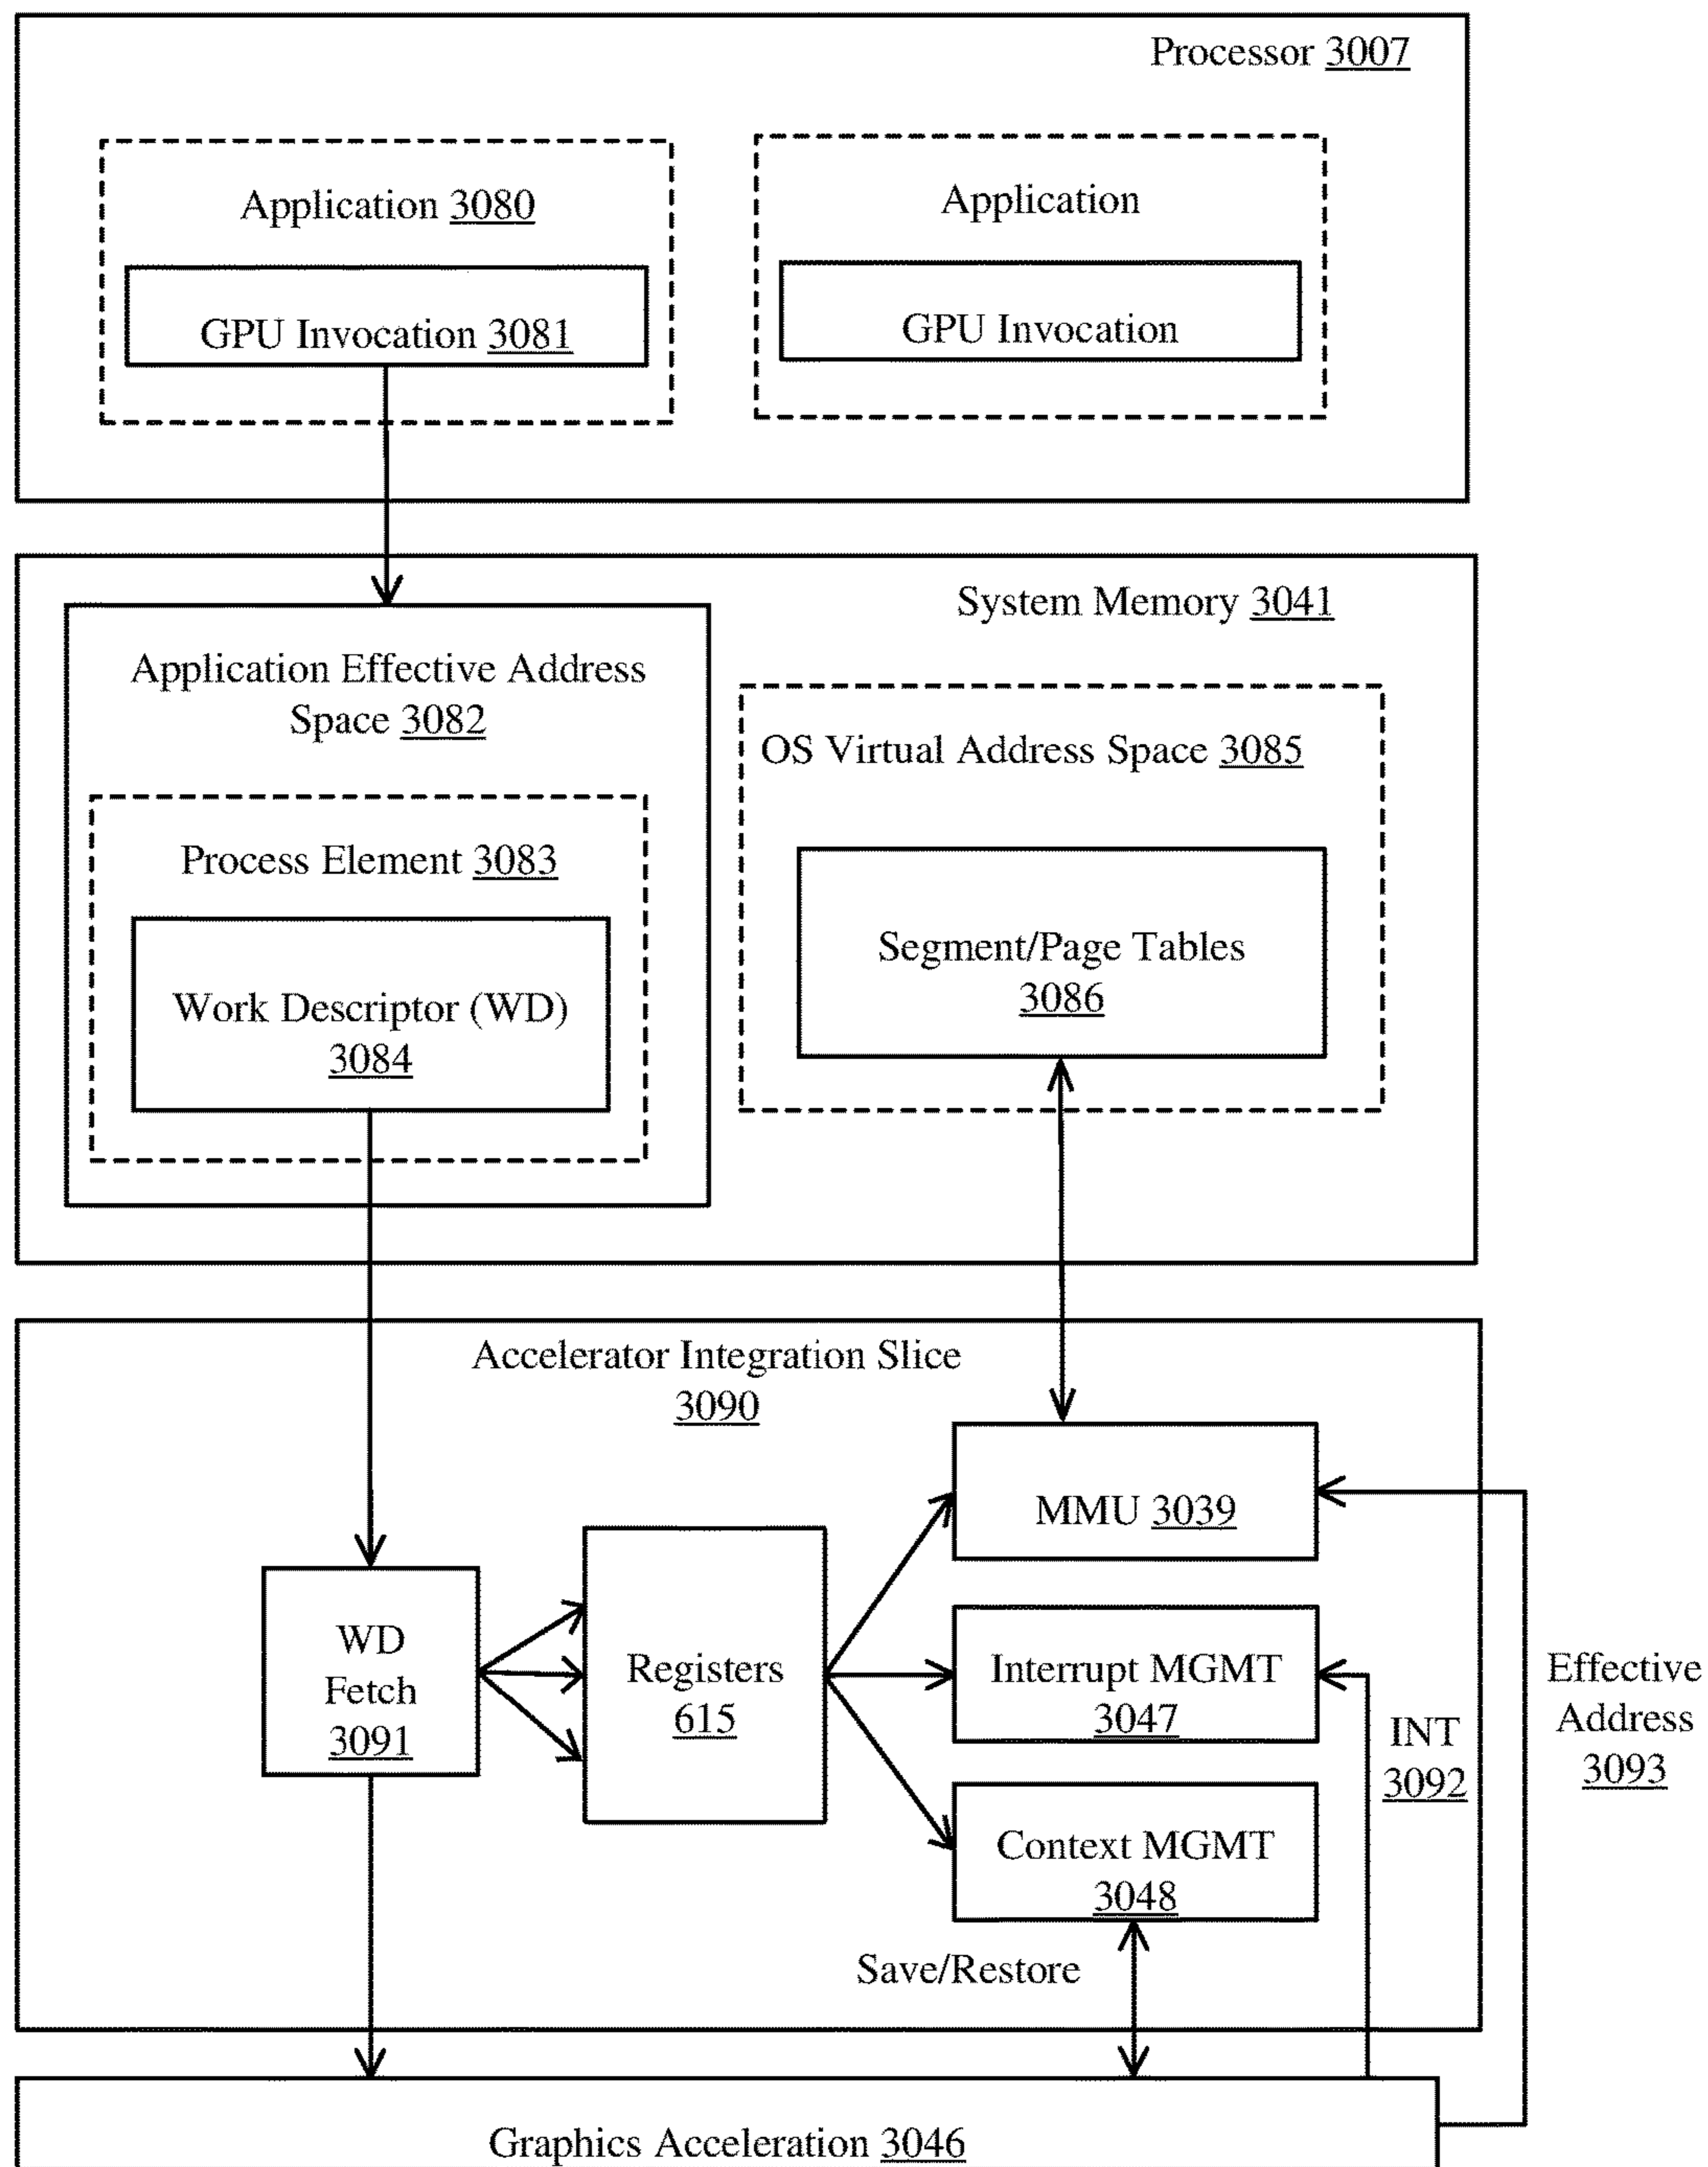 Processor 3007
Application 3080
GPU Invocation 3081
Application
GPU Invocation
System Memory 3041
Application Effective Address
Space 3082
Process Element 3083
Work Descriptor (WD)
3084
OS Virtual Address Space 3085
Segment/Page Tables
3086
Accelerator Integration Slice
3090
WD
Fetch
3091
Registers
615
MMU 3039
Interrupt MGMT
3047
Context MGMT
3048
Save/Restore
INT
3092
Effective
Address
3093
Graphics Acceleration 3046